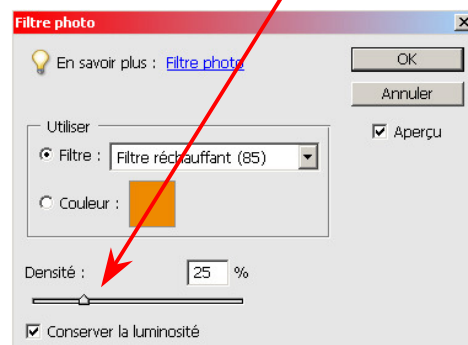 Filtre photo
En savoir plus : Filtre photo
OK
Annuler
Aperçu
Utiliser
Filtre : Filtre réchauffant (85)
Couleur :
Densité : 25 %
Conserver la luminosité